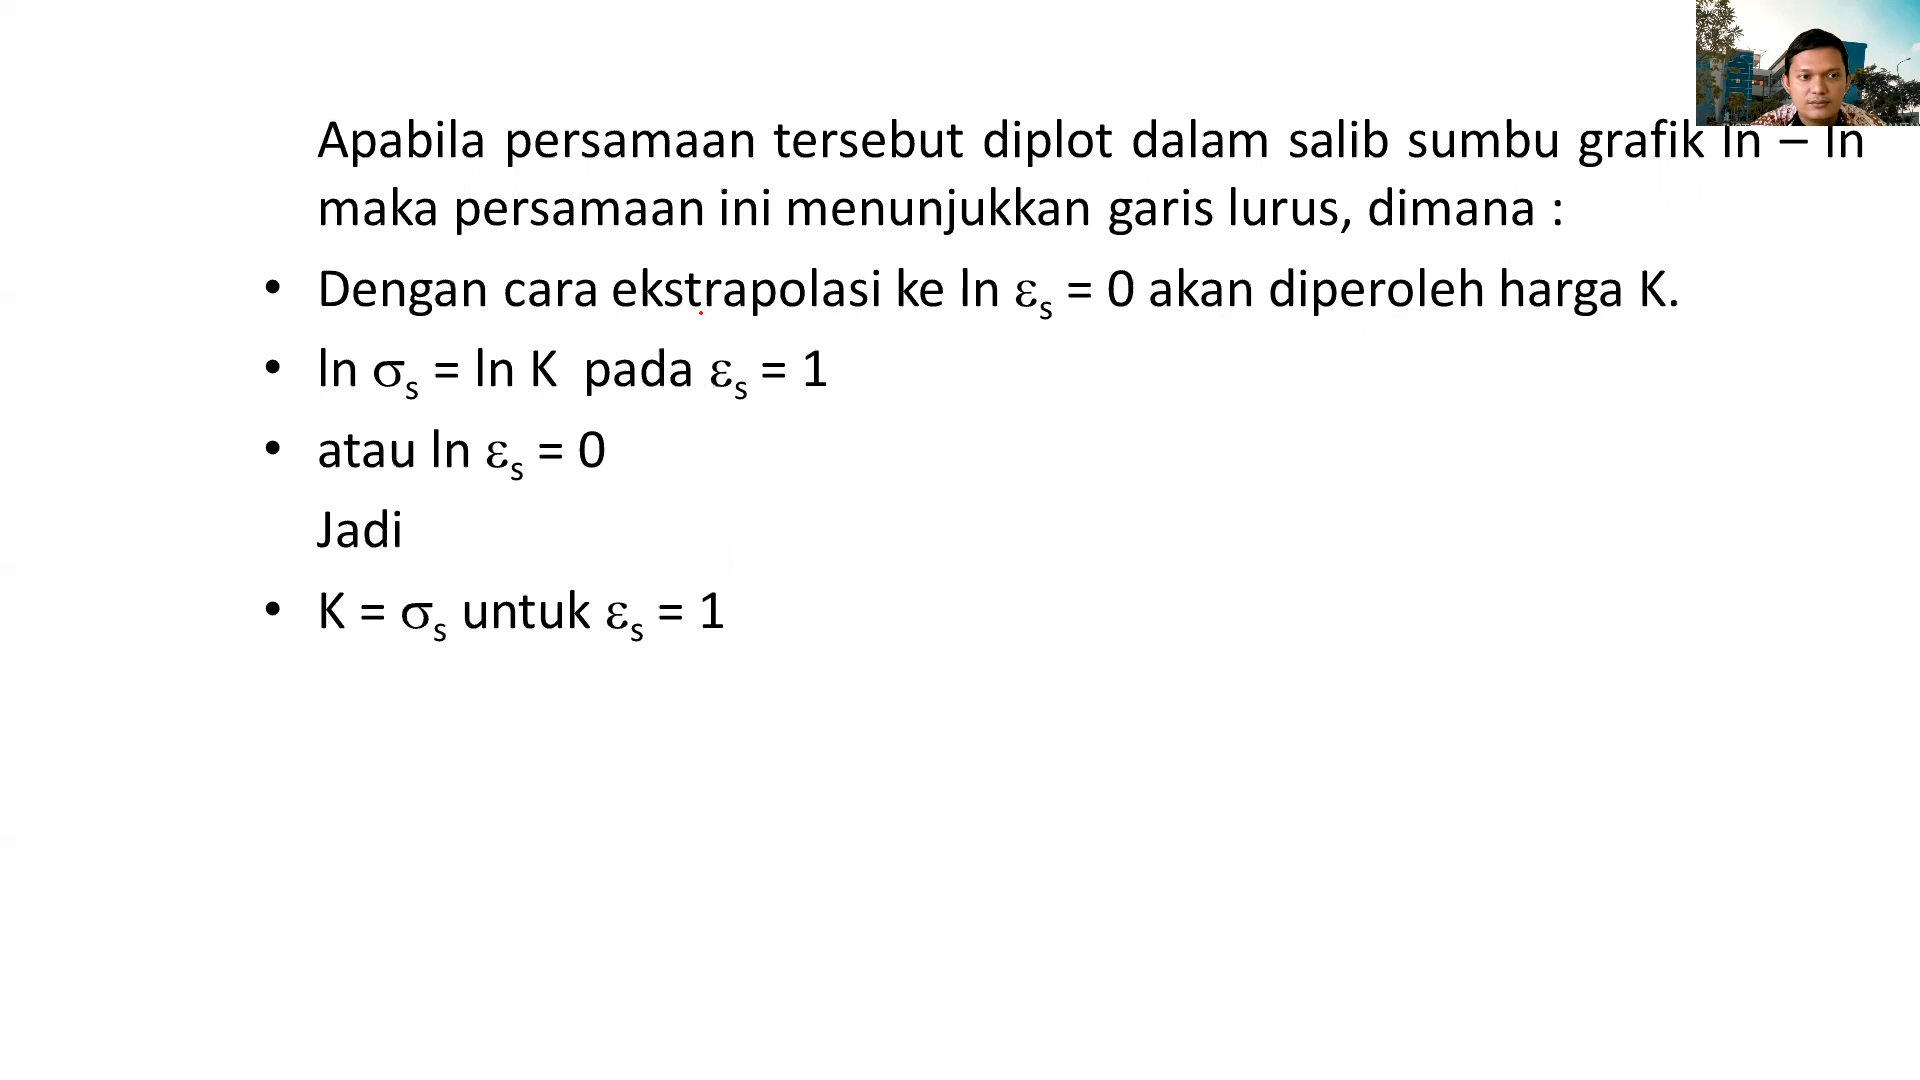 Apabila persamaan tersebut diplot dalam salib sumbu grafik ln – ln
maka persamaan ini menunjukkan garis lurus, dimana :
• Dengan cara ekstrapolasi ke ln εs = 0 akan diperoleh harga K.
• ln σs = ln K pada εs = 1
• atau ln εs = 0
Jadi
• K = σs untuk εs = 1